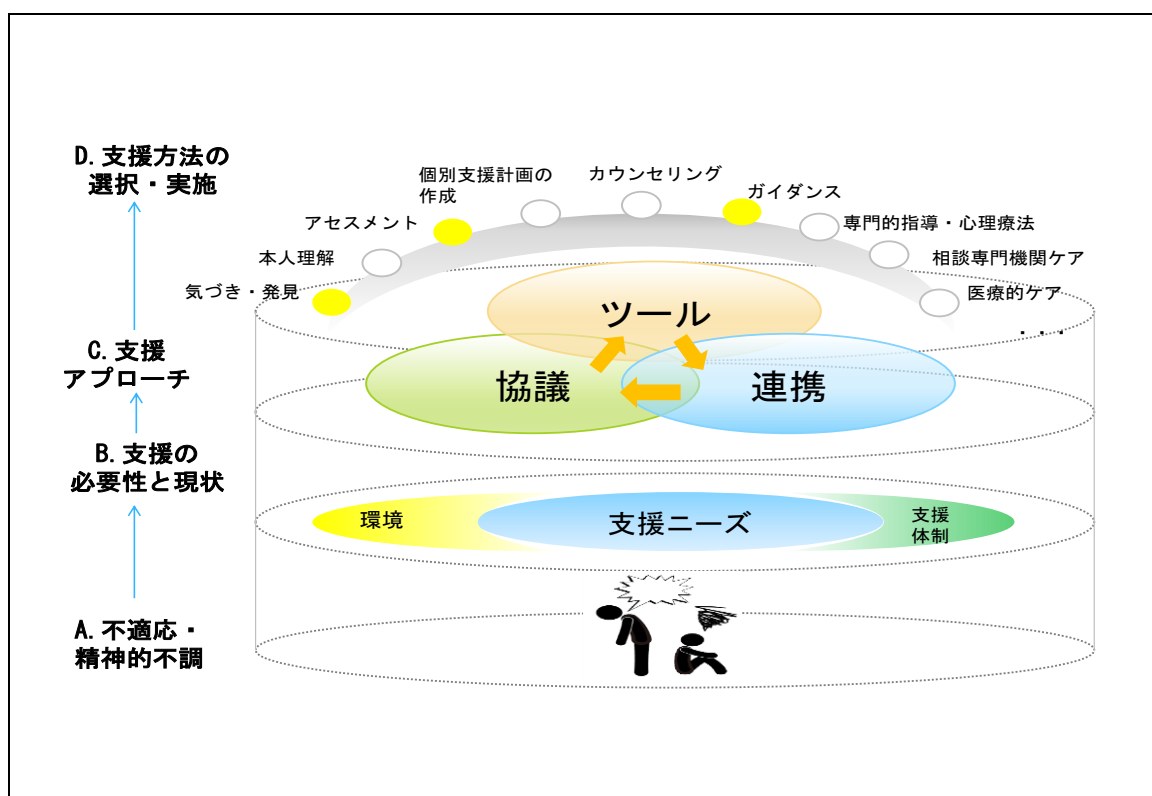 D.支援方法の
選択・実施
C.支援
アプローチ
B.支援の
必要性と現状
A.不適応・
精神的不調
気づき・発見
本人理解
アセスメント
個別支援計画の
作成
カウンセリング
ガイダンス
専門的指導・心理療法
相談専門機関ケア
医療的ケア
...
ツール
協議
連携
環境
支援ニーズ
支援
体制